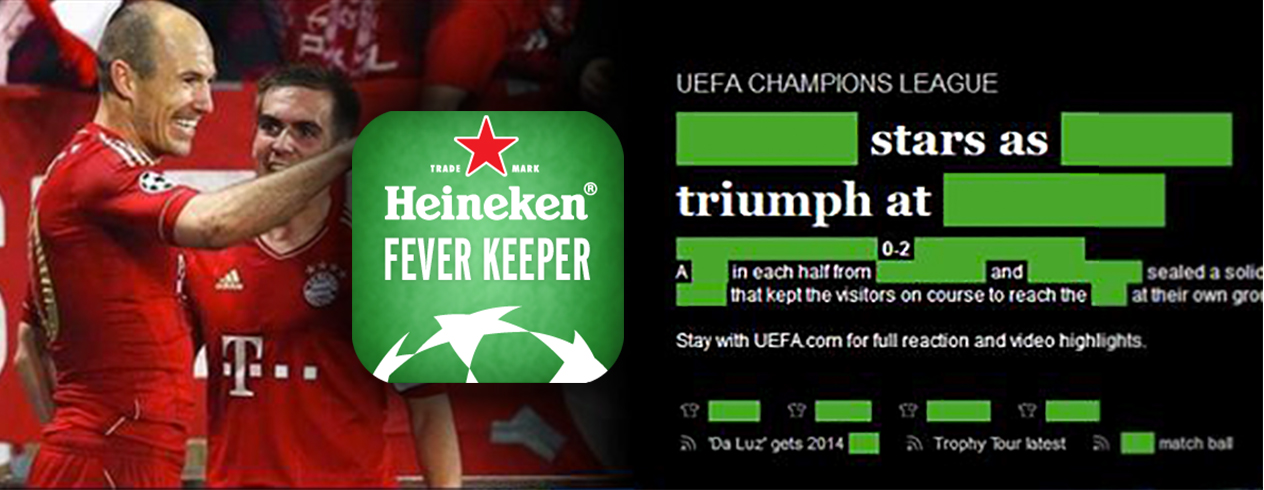 TRADE MARK
Heineken®
FEVER KEEPER
T
UEFA CHAMPIONS LEAGUE
stars as
triumph at
0-2
A in each half from and sealed a solid
that kept the visitors on course to reach the at their own
Stay with UEFA.com for full reaction and video highlights.
'Da Luz' gets 2014 Trophy Tour latest match ball